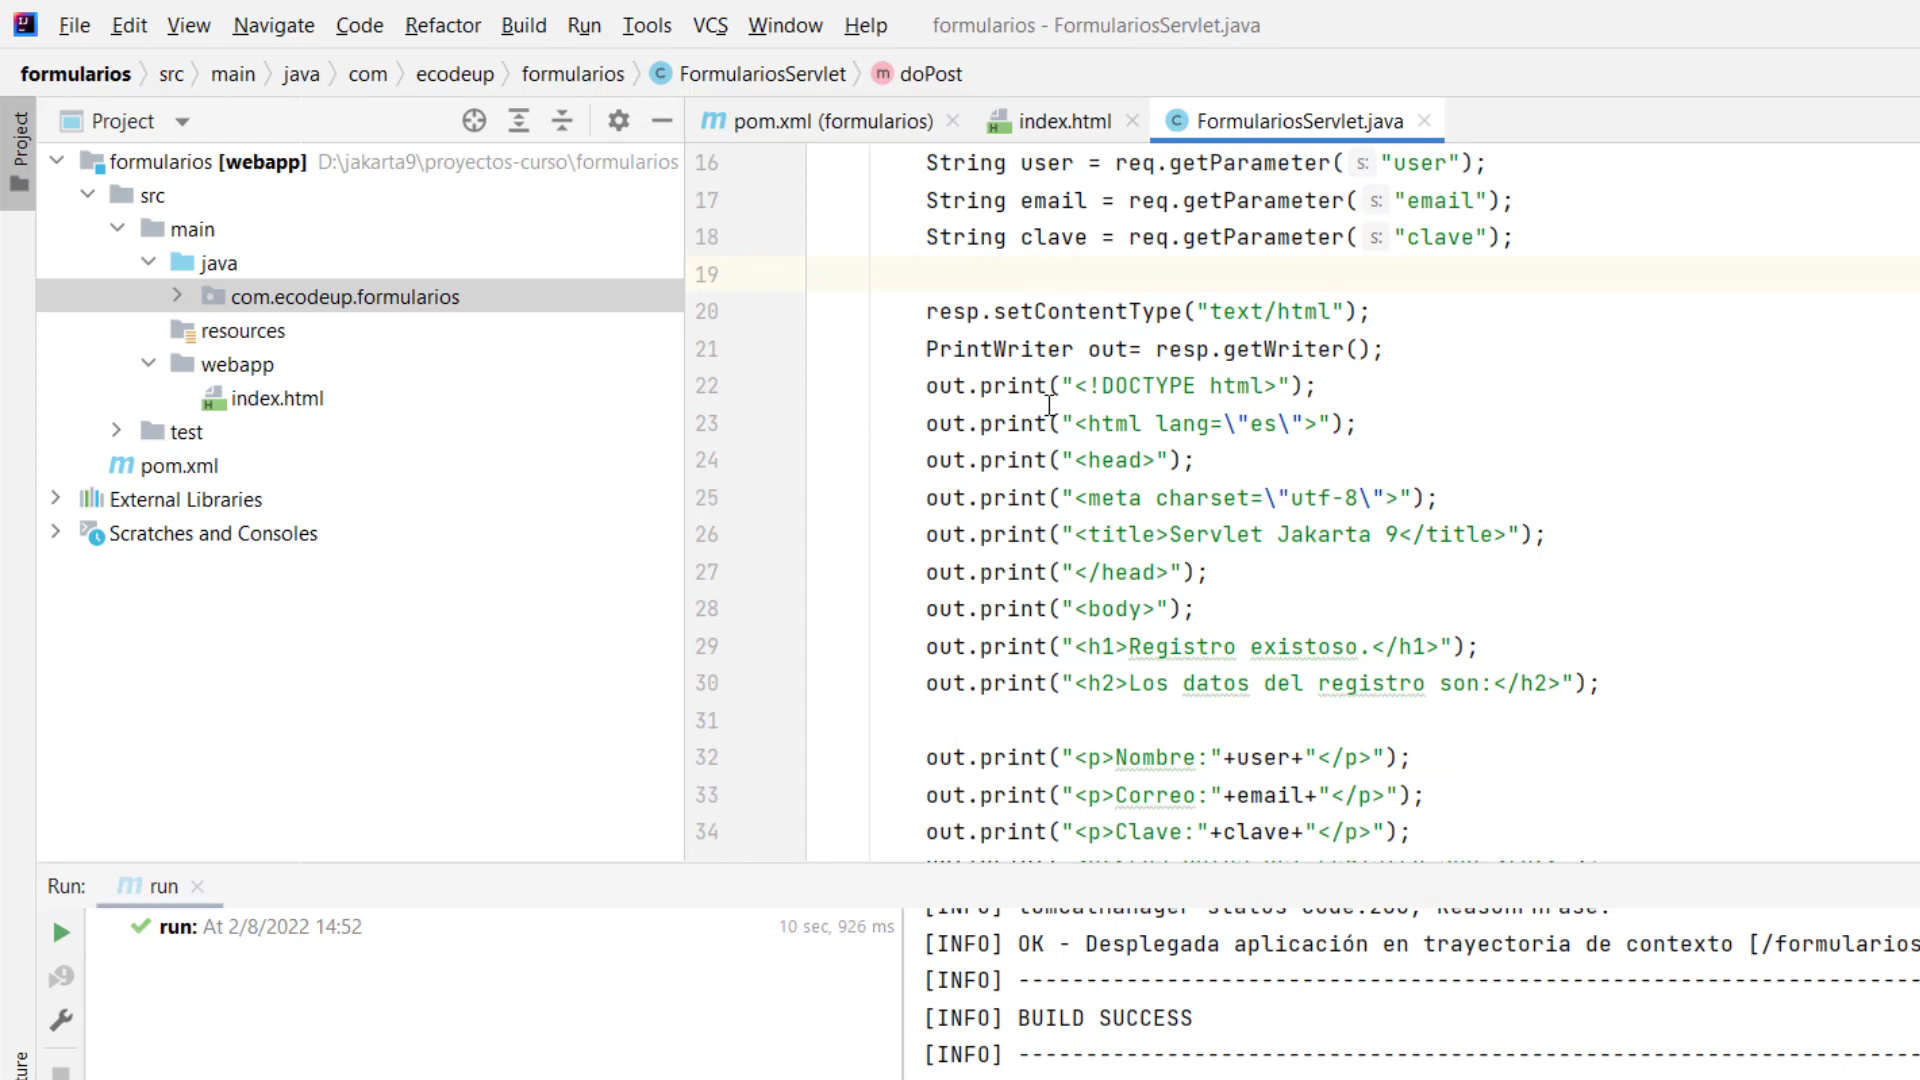 File Edit View Navigate Code Refactor Build Run Tools VCS Window Help formularios - FormulariosServlet.java
formularios src main java com ecodeup formularios C FormulariosServlet m doPost
Project
Project
m pom.xml (formularios)
index.html
C FormulariosServlet.java
formularios [webapp] D:\jakarta9\proyectos-curso\formularios
src
main
java
com.ecodeup.formularios
resources
webapp
index.html
test
m pom.xml
External Libraries
Scratches and Consoles
16 String user = req.getParameter( s: "user");
17 String email = req.getParameter( s: "email");
18 String clave = req.getParameter( s: "clave");
19
20 resp.setContentType("text/html");
21 PrintWriter out= resp.getWriter();
22 out.print("<!DOCTYPE html>");
23 out.print("<html lang=\"es\">");
24 out.print("<head>");
25 out.print("<meta charset=\"utf-8\">");
26 out.print("<title>Servlet Jakarta 9</title>");
27 out.print("</head>");
28 out.print("<body>");
29 out.print("<h1>Registro existoso.</h1>");
30 out.print("<h2>Los datos del registro son:</h2>");
31
32 out.print("<p>Nombre:"+user+"</p>");
33 out.print("<p>Correo:"+email+"</p>");
34 out.print("<p>Clave:"+clave+"</p>");
Run: m run
run: At 2/8/2022 14:52 10 sec, 926 ms
[INFO] OK - Desplegada aplicación en trayectoria de contexto [/formularios
[INFO] ------------------------------------------------------------------
[INFO] BUILD SUCCESS
[INFO] ------------------------------------------------------------------